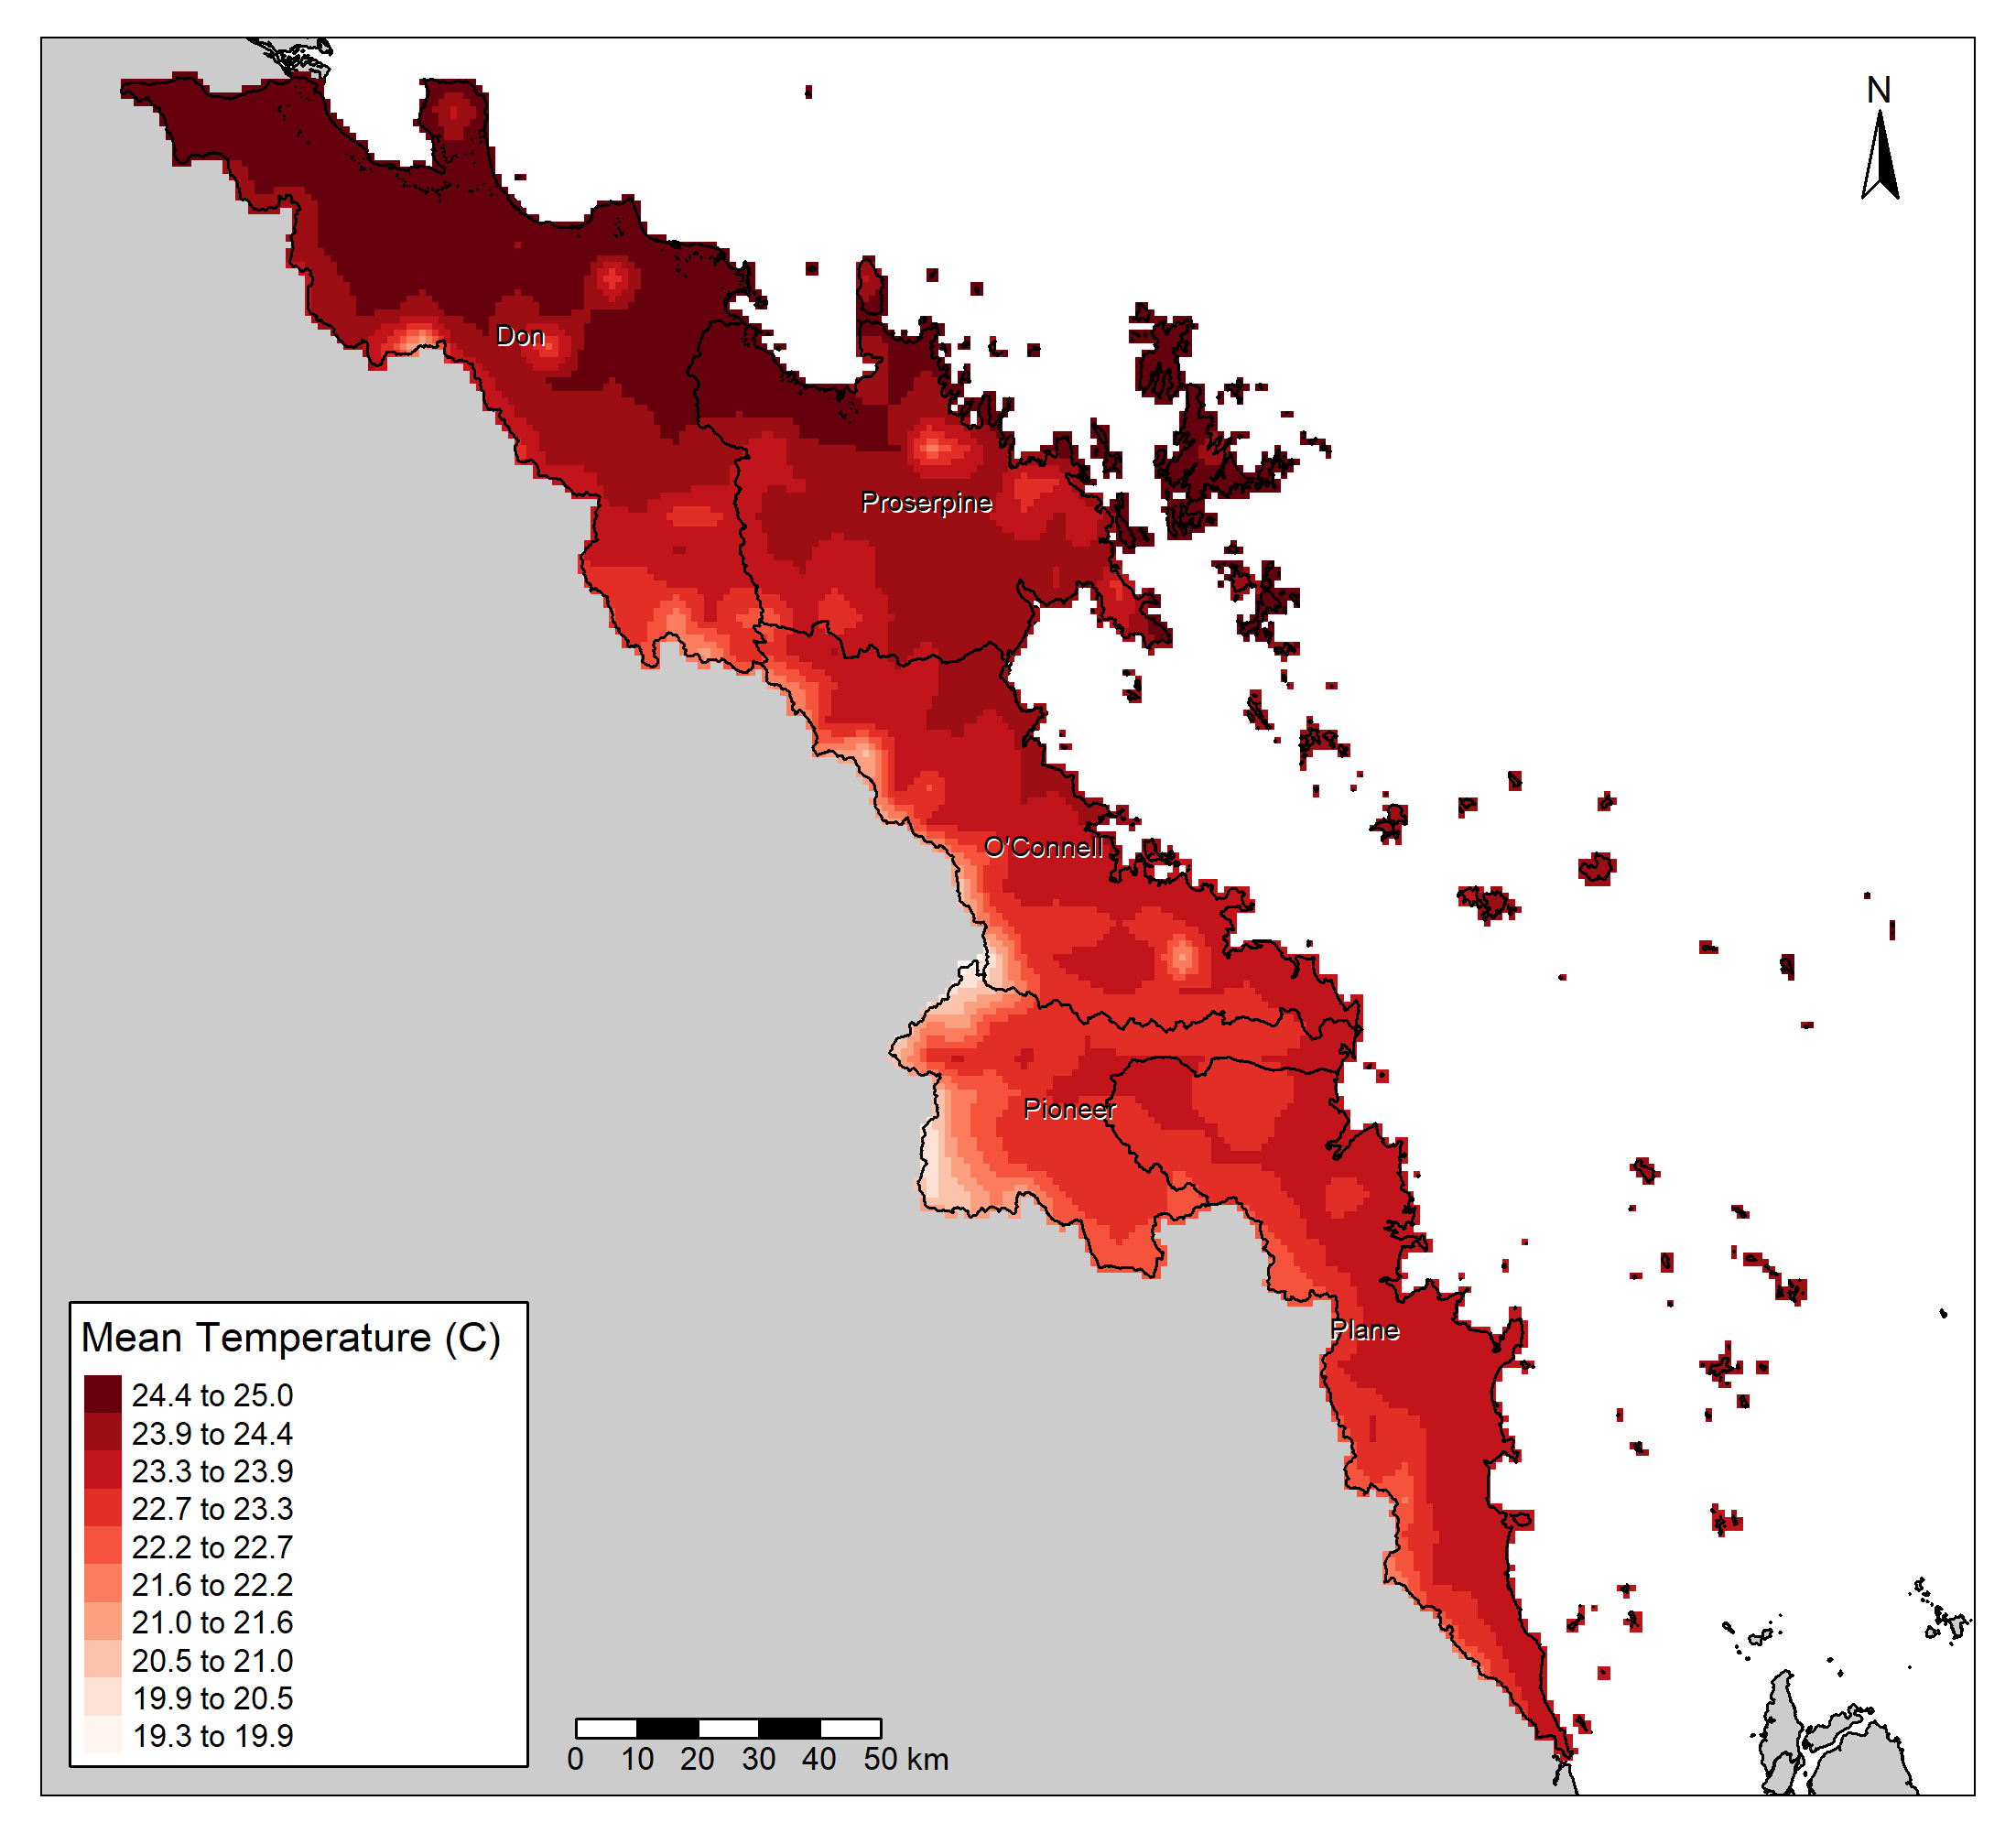 N
Don
Proserpine
O'Connell
Pioneer
Plane
Mean Temperature (C)
24.4 to 25.0
23.9 to 24.4
23.3 to 23.9
22.7 to 23.3
22.2 to 22.7
21.6 to 22.2
21.0 to 21.6
20.5 to 21.0
19.9 to 20.5
19.3 to 19.9
0 10 20 30 40 50 km